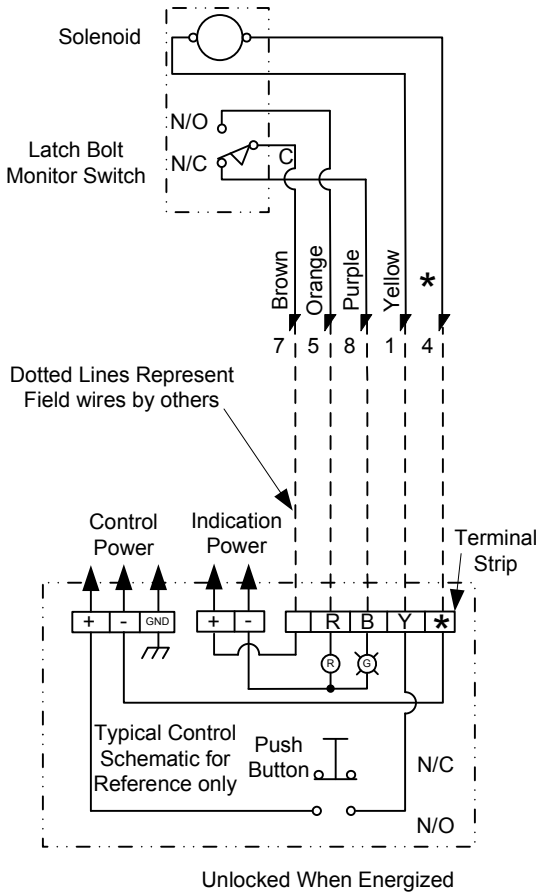 Solenoid
N/O
Latch Bolt
Monitor Switch
N/C
C
Brown
Orange
Purple
Yellow
*
7 5 8 1 4
Dotted Lines Represent
Field wires by others
Control
Power
Indication
Power
Terminal
Strip
+ - GND + - R B Y *
R G
Typical Control
Schematic for
Reference only
Push
Button
N/C
N/O
Unlocked When Energized